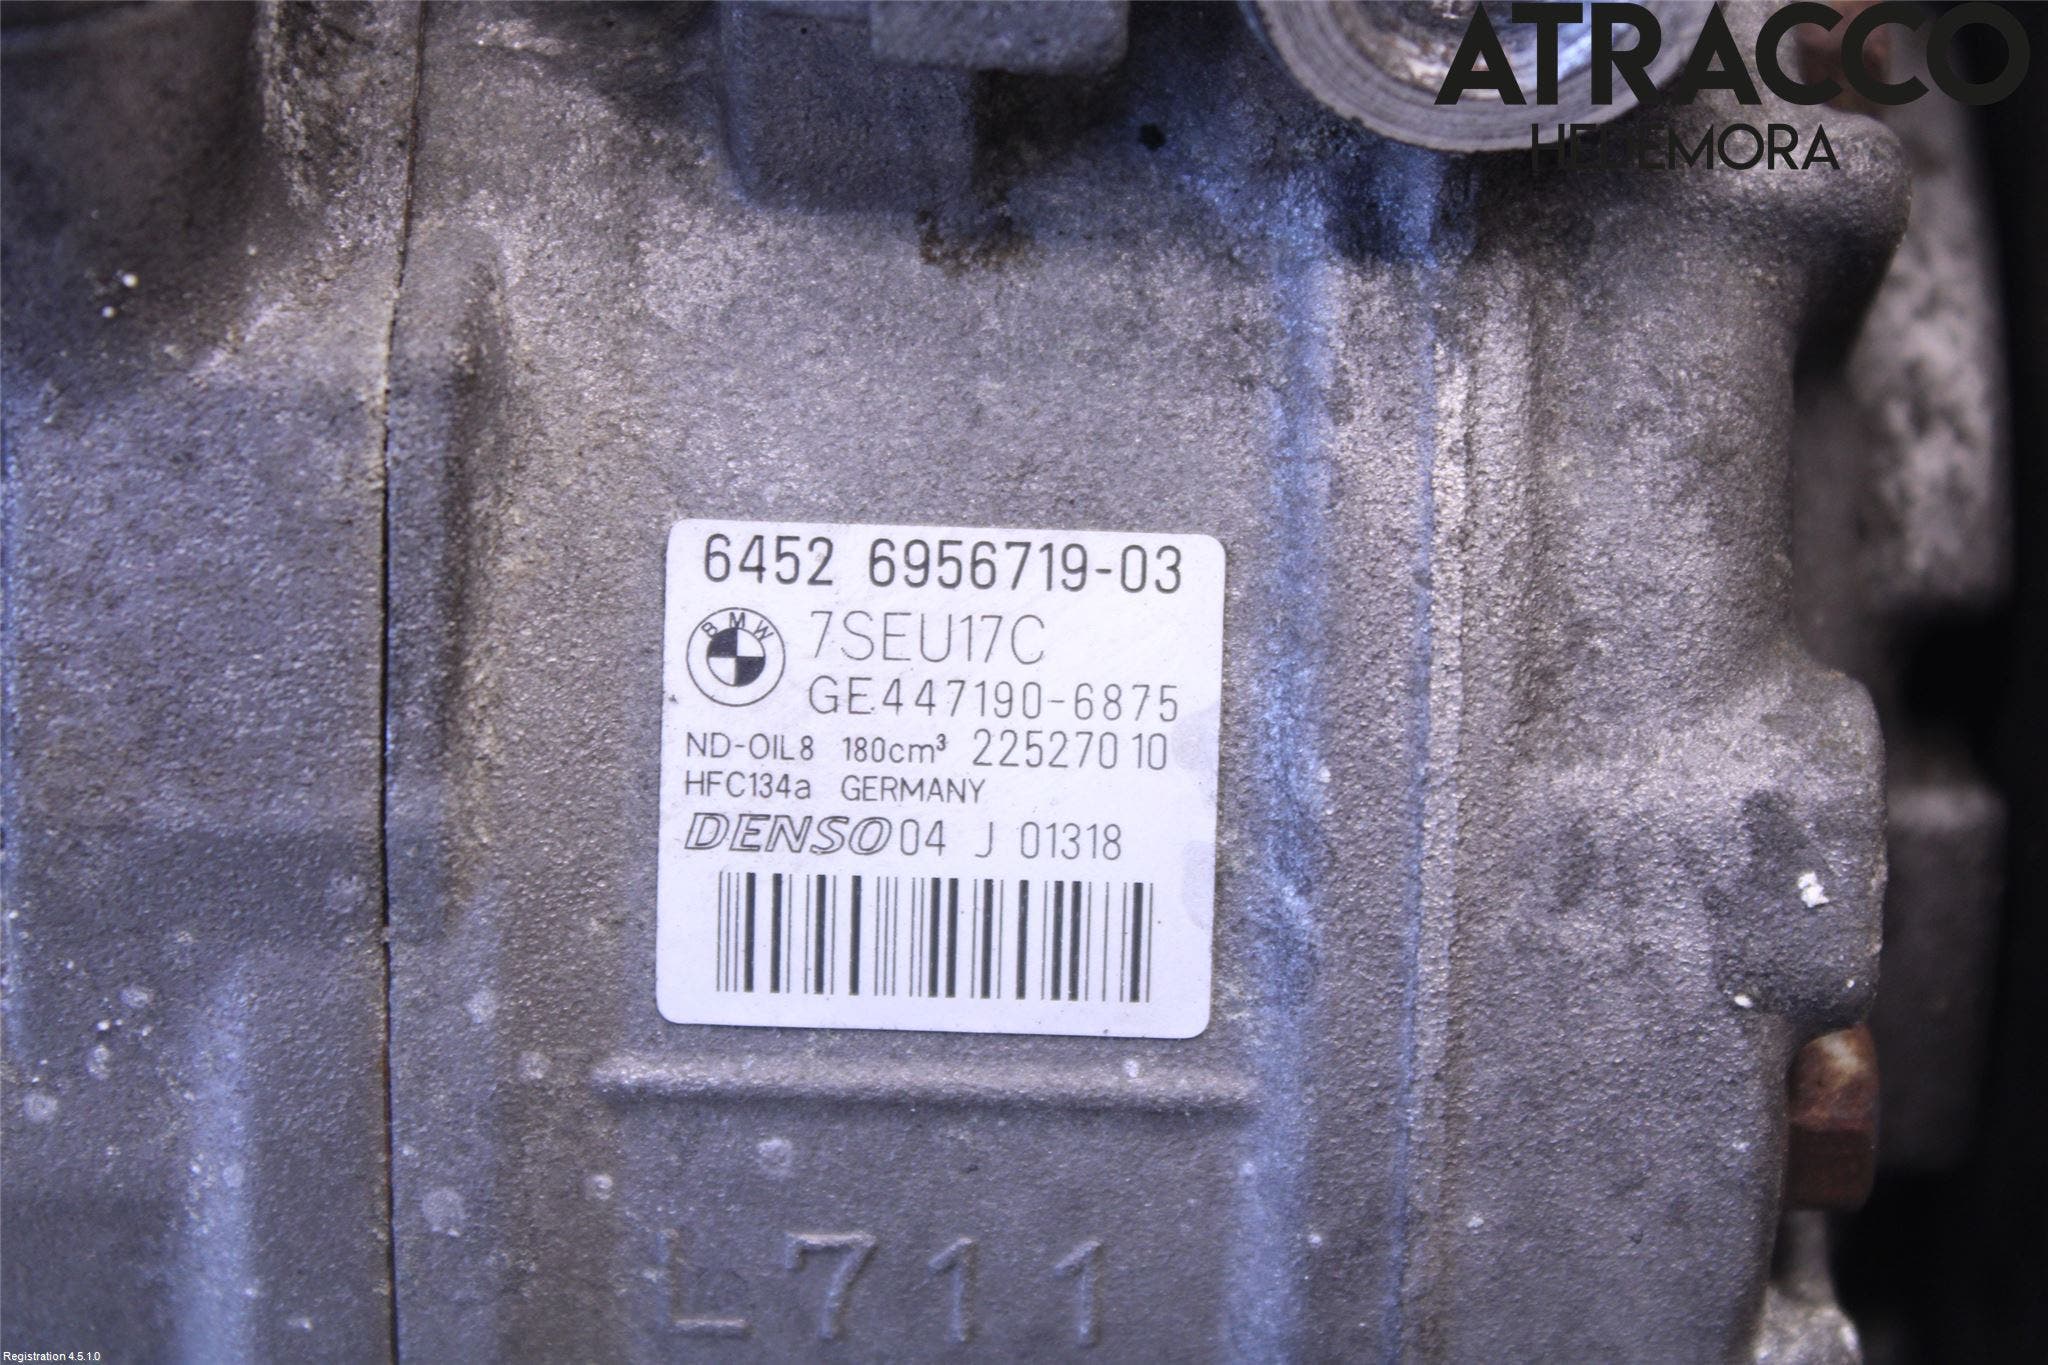 ATRACCO
HEDEMORA
6452 6956719-03
BMW
7SEU17C
GE447190-6875
ND-OIL8 180cm³ 22527010
HFC134a GERMANY
DENSO 04 J 01318
L711
Registration 4.5.1.0